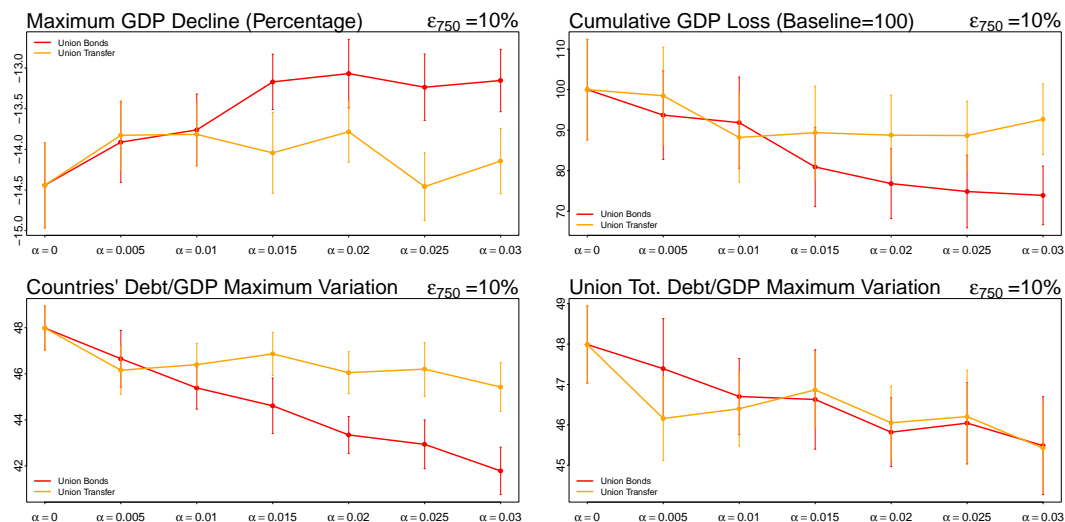 Maximum GDP Decline (Percentage) ε750 =10%
Union Bonds
Union Transfer
−13.0
−13.5
−14.0
−14.5
−15.0
α = 0 α = 0.005 α = 0.01 α = 0.015 α = 0.02 α = 0.025 α = 0.03
Cumulative GDP Loss (Baseline=100) ε750 =10%
110
100
90
80
70
Union Bonds
Union Transfer
α = 0 α = 0.005 α = 0.01 α = 0.015 α = 0.02 α = 0.025 α = 0.03
Countries' Debt/GDP Maximum Variation ε750 =10%
48
46
44
42
Union Bonds
Union Transfer
α = 0 α = 0.005 α = 0.01 α = 0.015 α = 0.02 α = 0.025 α = 0.03
Union Tot. Debt/GDP Maximum Variation ε750 =10%
49
48
47
46
45
Union Bonds
Union Transfer
α = 0 α = 0.005 α = 0.01 α = 0.015 α = 0.02 α = 0.025 α = 0.03